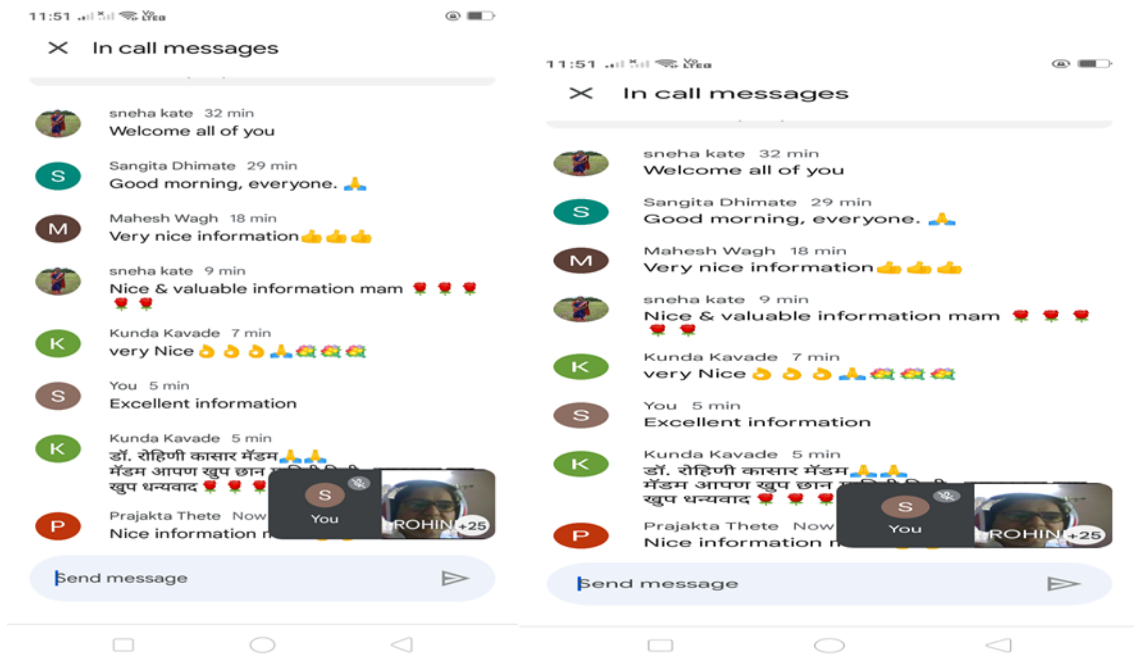 11:51
In call messages
sneha kate 32 min
Welcome all of you
S
Sangita Dhimate 29 min
Good morning, everyone. 🙏
M
Mahesh Wagh 18 min
Very nice information👍👍👍
sneha kate 9 min
Nice & valuable information mam 🌹🌹🌹
🌹🌹
K
Kunda Kavade 7 min
very Nice👌👌👌🙏💐💐💐
S
You 5 min
Excellent information
K
Kunda Kavade 5 min
डॉ. रोहिणी कासार मॅडम🙏🙏
मॅडम आपण खुप छान
खुप धन्यवाद🌹🌹🌹
P
Prajakta Thete Now
Nice information
S
You
ROHINI
+25
Send message
11:51
In call messages
sneha kate 32 min
Welcome all of you
S
Sangita Dhimate 29 min
Good morning, everyone. 🙏
M
Mahesh Wagh 18 min
Very nice information👍👍👍
sneha kate 9 min
Nice & valuable information mam 🌹🌹🌹
🌹🌹
K
Kunda Kavade 7 min
very Nice👌👌👌🙏💐💐💐
S
You 5 min
Excellent information
K
Kunda Kavade 5 min
डॉ. रोहिणी कासार मॅडम🙏🙏
मॅडम आपण खुप छान
खुप धन्यवाद🌹🌹🌹
P
Prajakta Thete Now
Nice information
S
You
ROHINI
+25
Send message